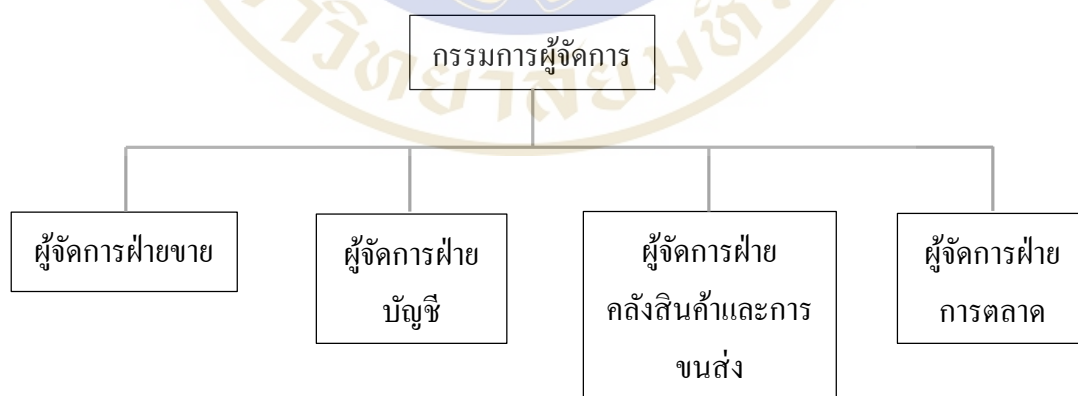 กรรมการผู้จัดการ
ผู้จัดการฝ่ายขาย
ผู้จัดการฝ่าย
บัญชี
ผู้จัดการฝ่าย
คลังสินค้าและการ
ขนส่ง
ผู้จัดการฝ่าย
การตลาด